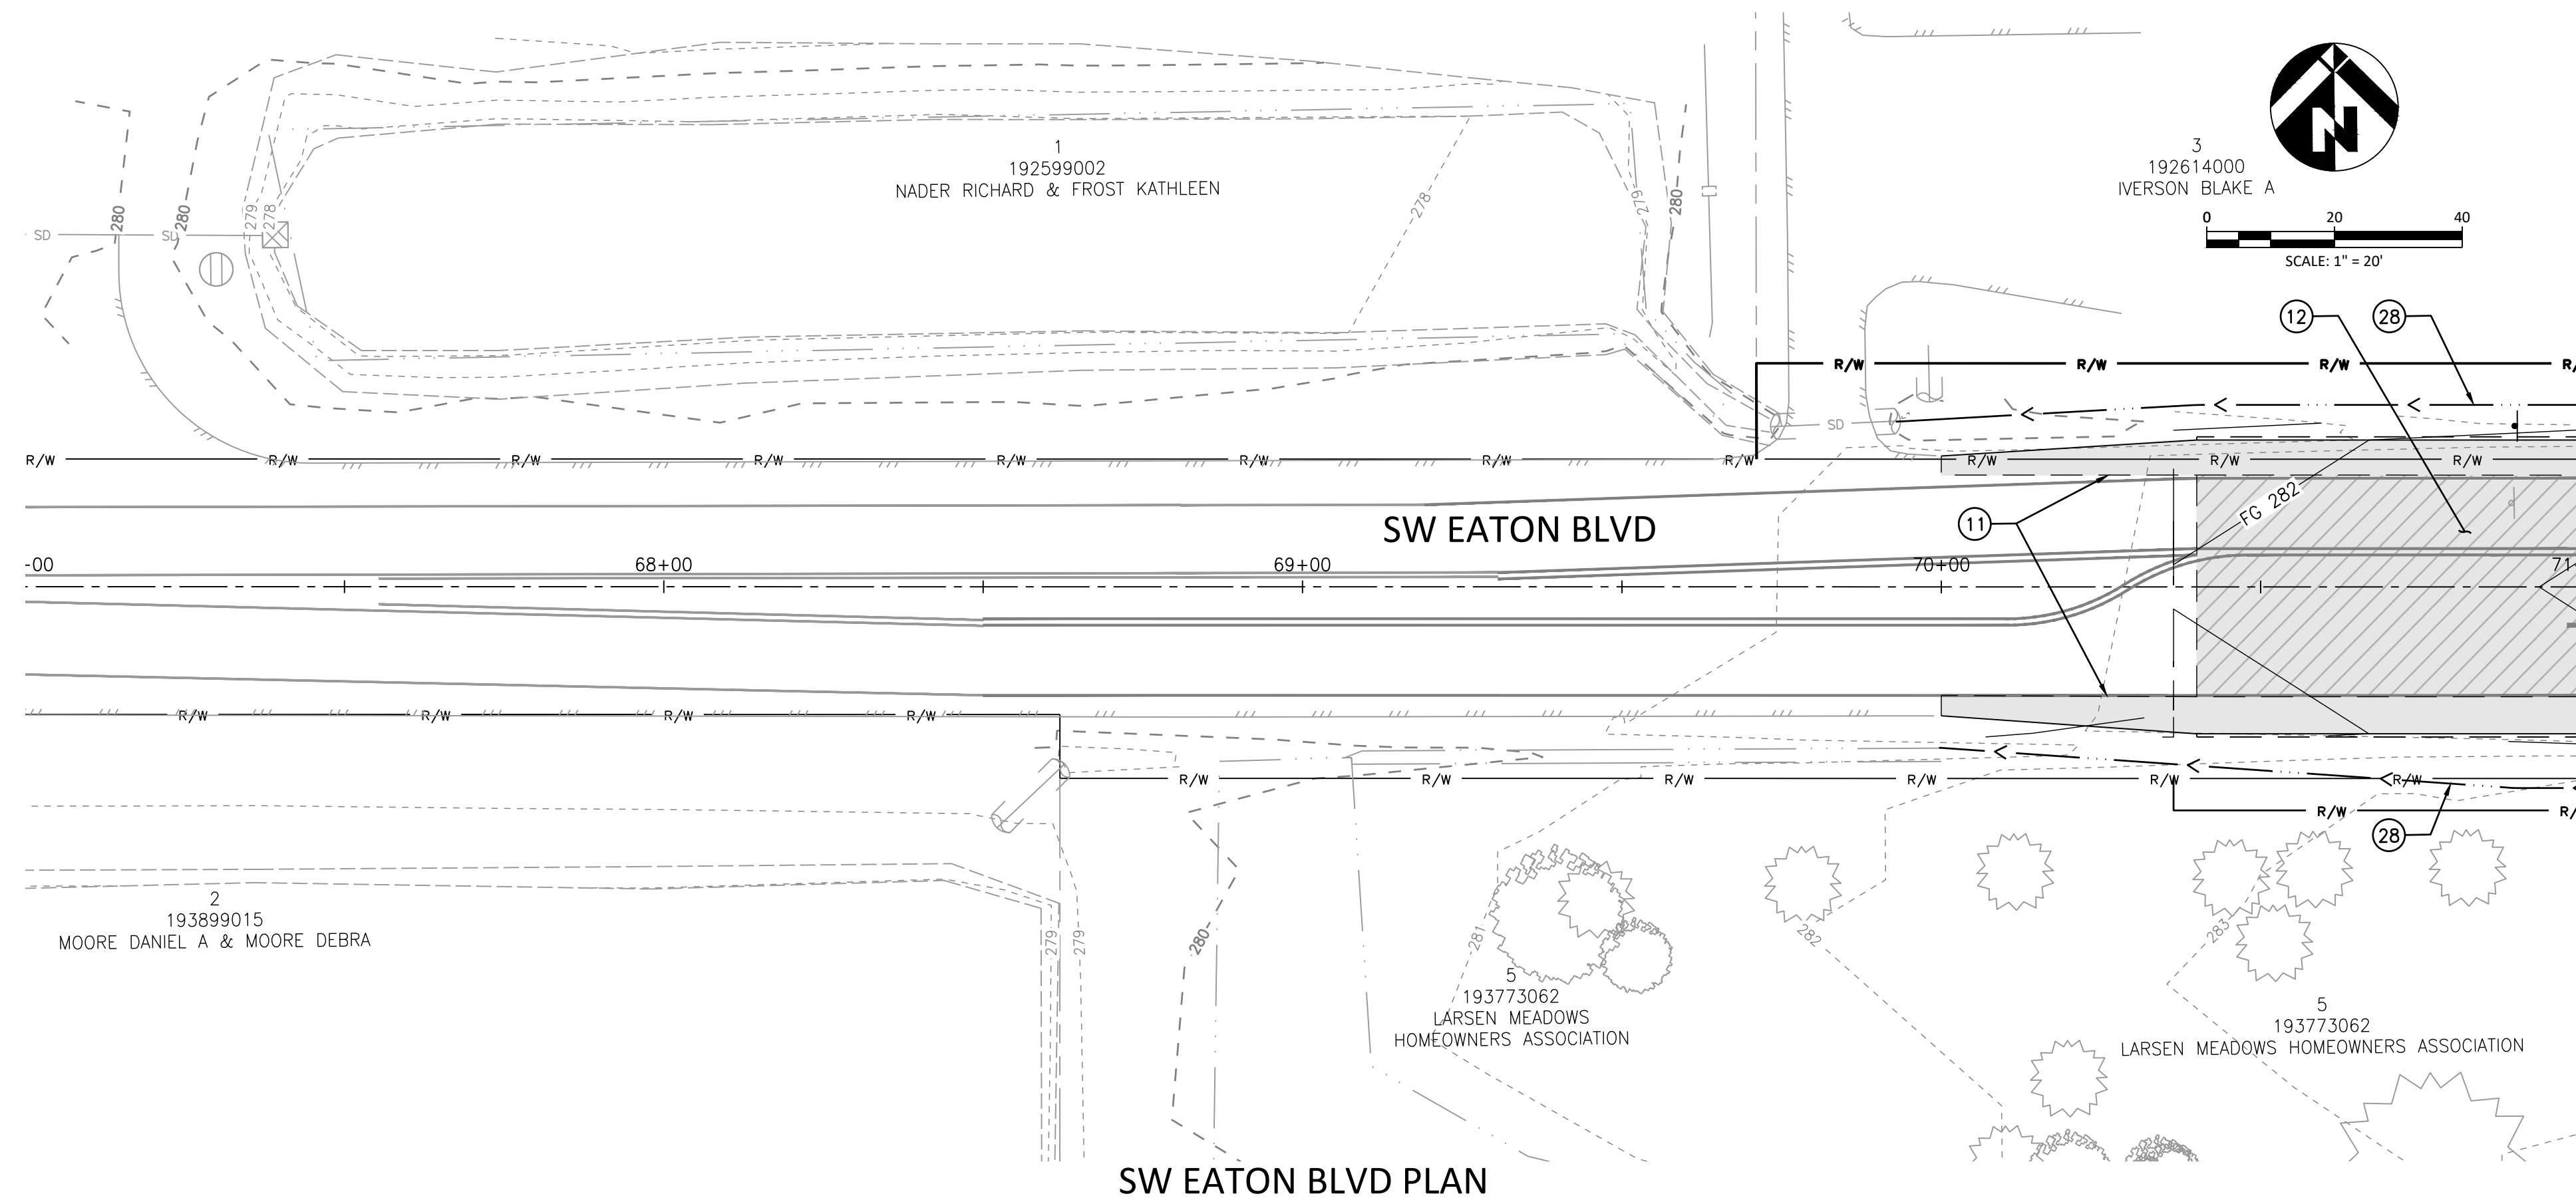 1
192599002
NADER RICHARD & FROST KATHLEEN
3
192614000
IVERSON BLAKE A
N
0 20 40
SCALE: 1" = 20'
280
280
279
278
278
279
280
SD
SD
SD
12
28
R/W R/W R/W R/
R/W R/W R/W R/W R/W R/W R/W R/W R/W R/W R/W
FG 282
11
SW EATON BLVD
-00 68+00 69+00 70+00 71+
R/W R/W R/W R/W
R/W R/W R/W R/W R/W R/W
R/W R/
28
2
193899015
MOORE DANIEL A & MOORE DEBRA
279
279
280
281
282
283
5
193773062
LARSEN MEADOWS
HOMEOWNERS ASSOCIATION
5
193773062
LARSEN MEADOWS HOMEOWNERS ASSOCIATION
SW EATON BLVD PLAN